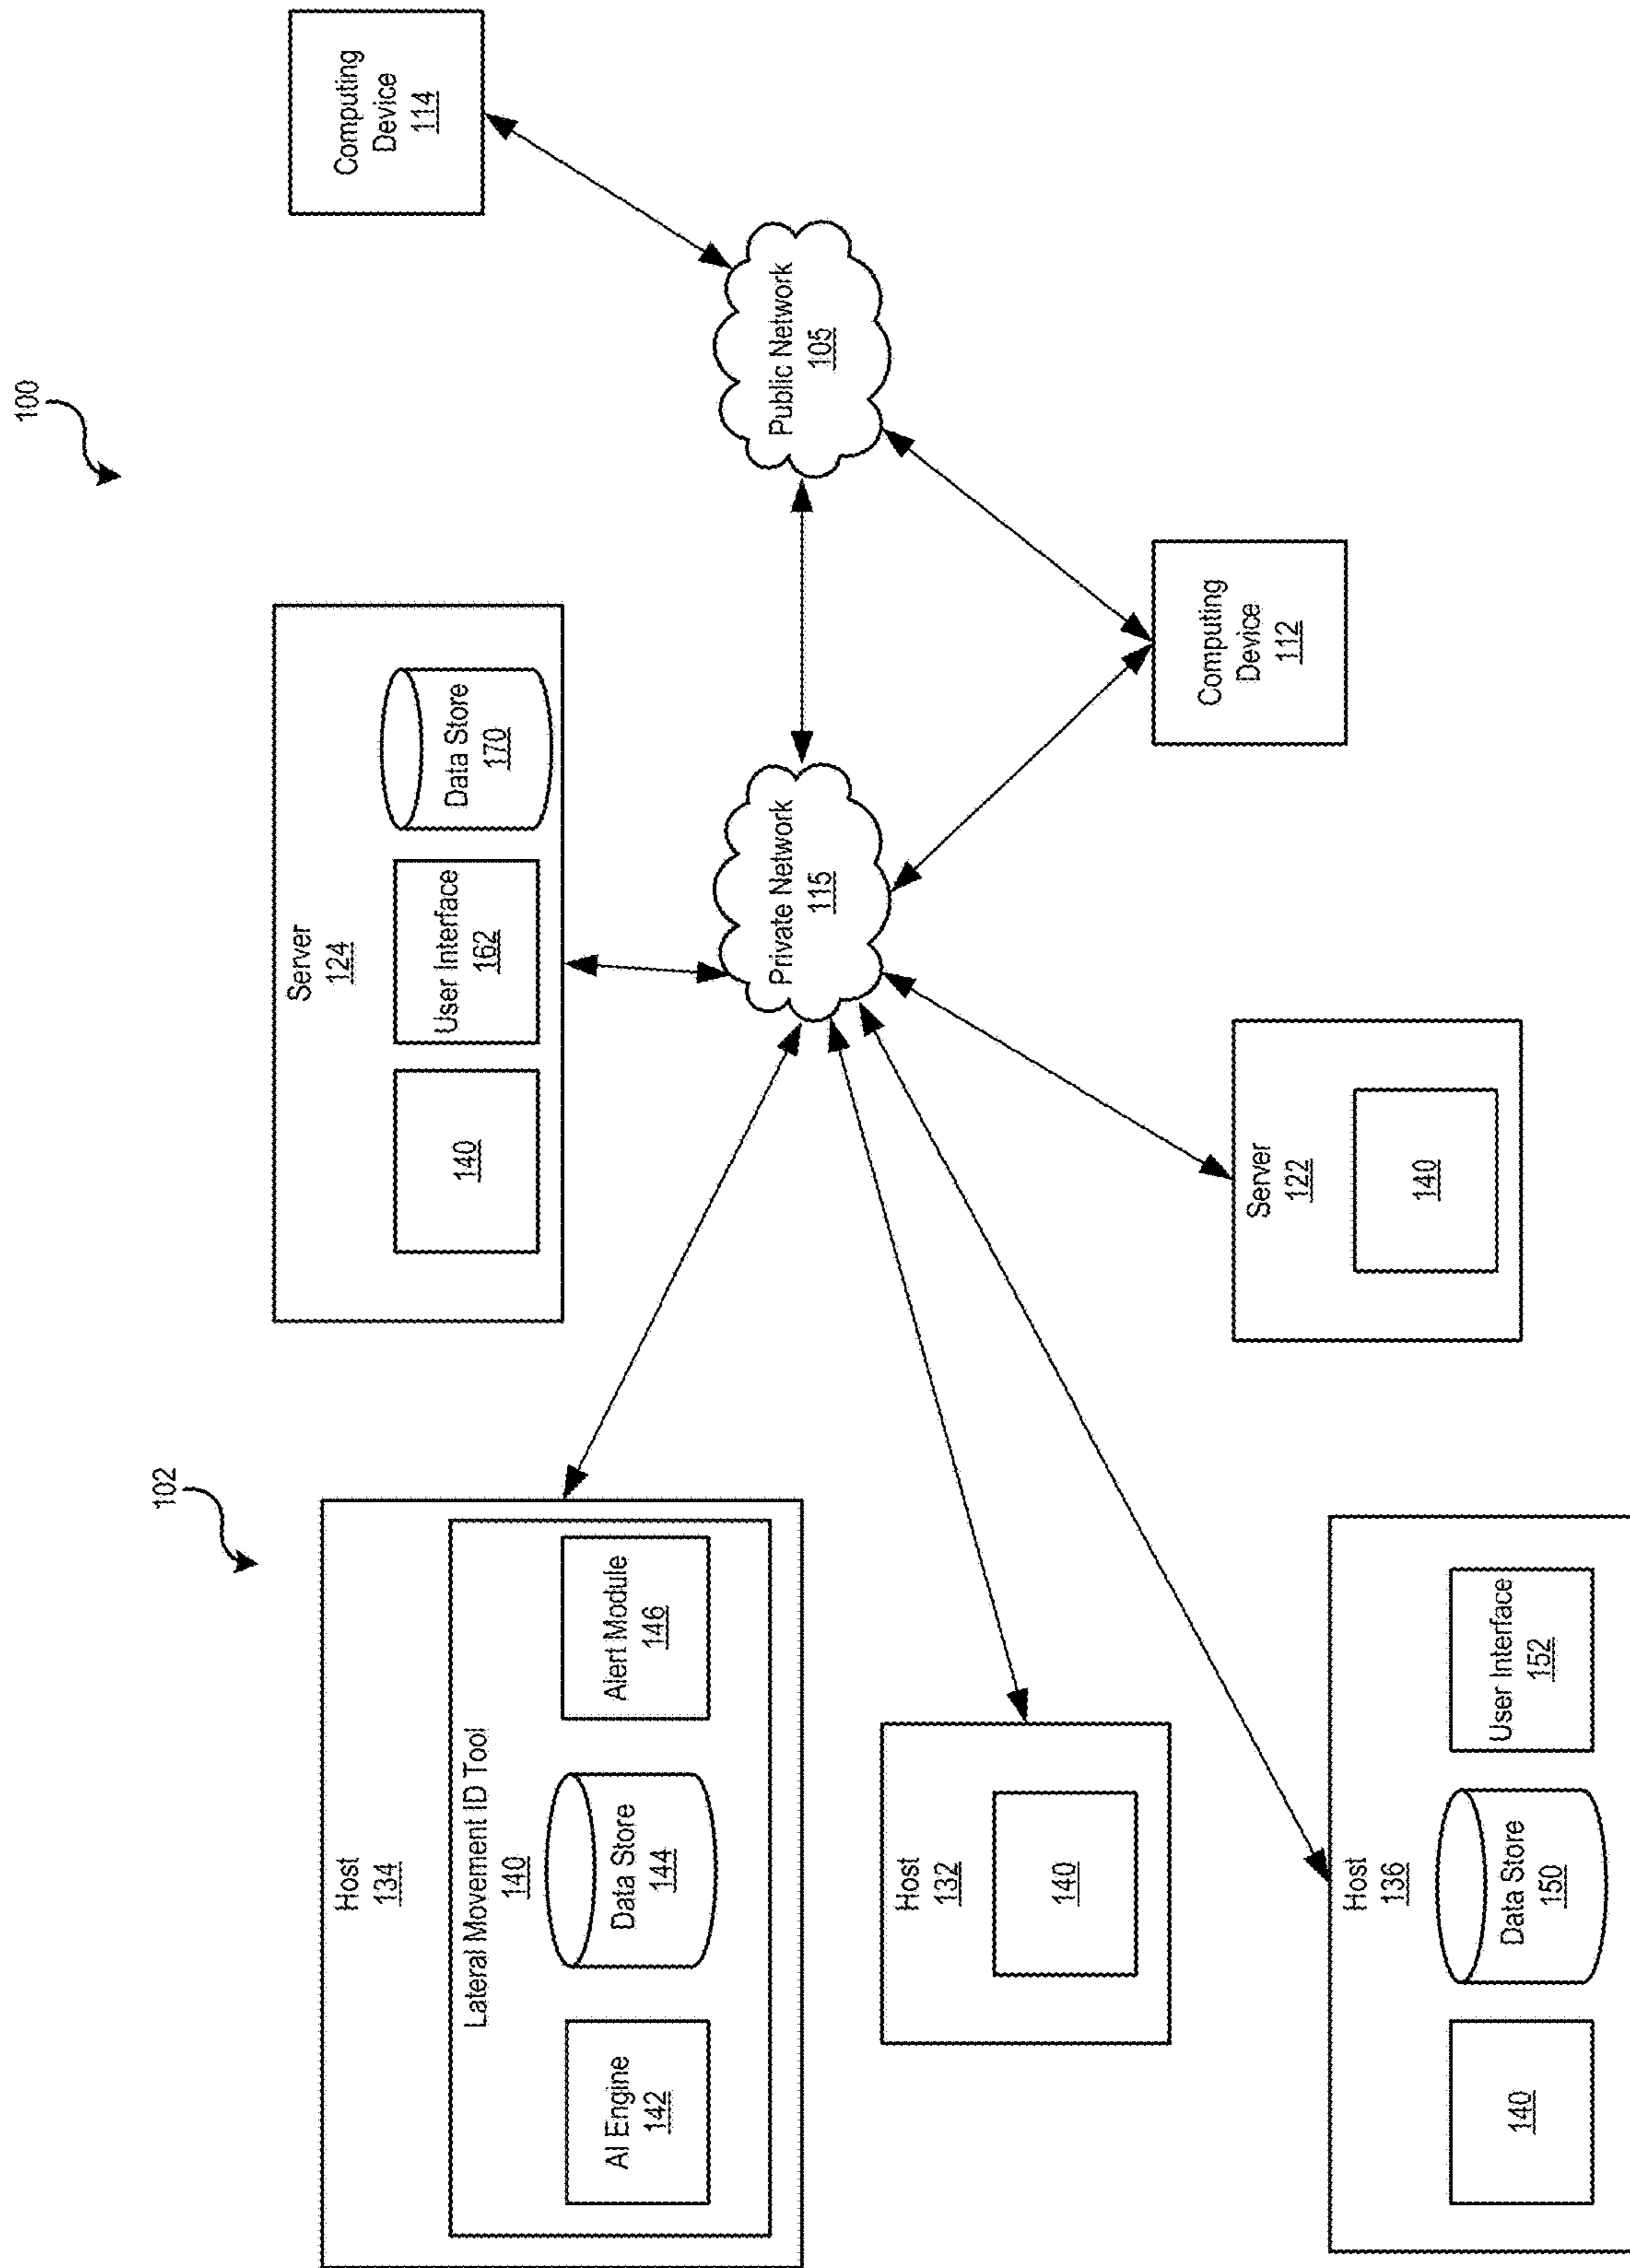 100
102
Host
134
Lateral Movement ID Tool
140
AI Engine
142
Data Store
144
Alert Module
146
Server
124
140
User Interface
162
Data Store
170
Computing
Device
114
Private Network
115
Public Network
105
Host
132
140
Host
136
140
Data Store
150
User Interface
152
Server
122
140
Computing
Device
112